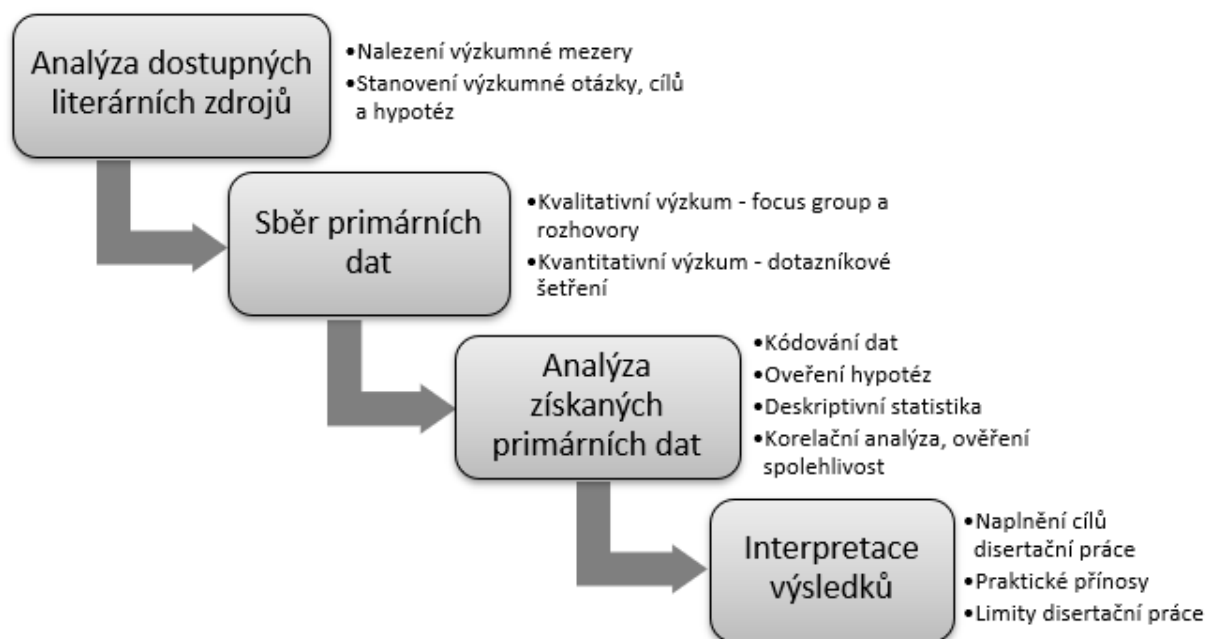 Analýza dostupných
literárních zdrojů
•Nalezení výzkumné mezery
•Stanovení výzkumné otázky, cílů
a hypotéz
Sběr primárních
dat
•Kvalitativní výzkum - focus group a
rozhovory
•Kvantitativní výzkum - dotazníkové
šetření
Analýza
získaných
primárních dat
•Kódování dat
•Oveření hypotéz
•Deskriptivní statistika
•Korelační analýza, ověření
spolehlivost
Interpretace
výsledků
•Naplnění cílů
disertační práce
•Praktické přínosy
•Limity disertační práce